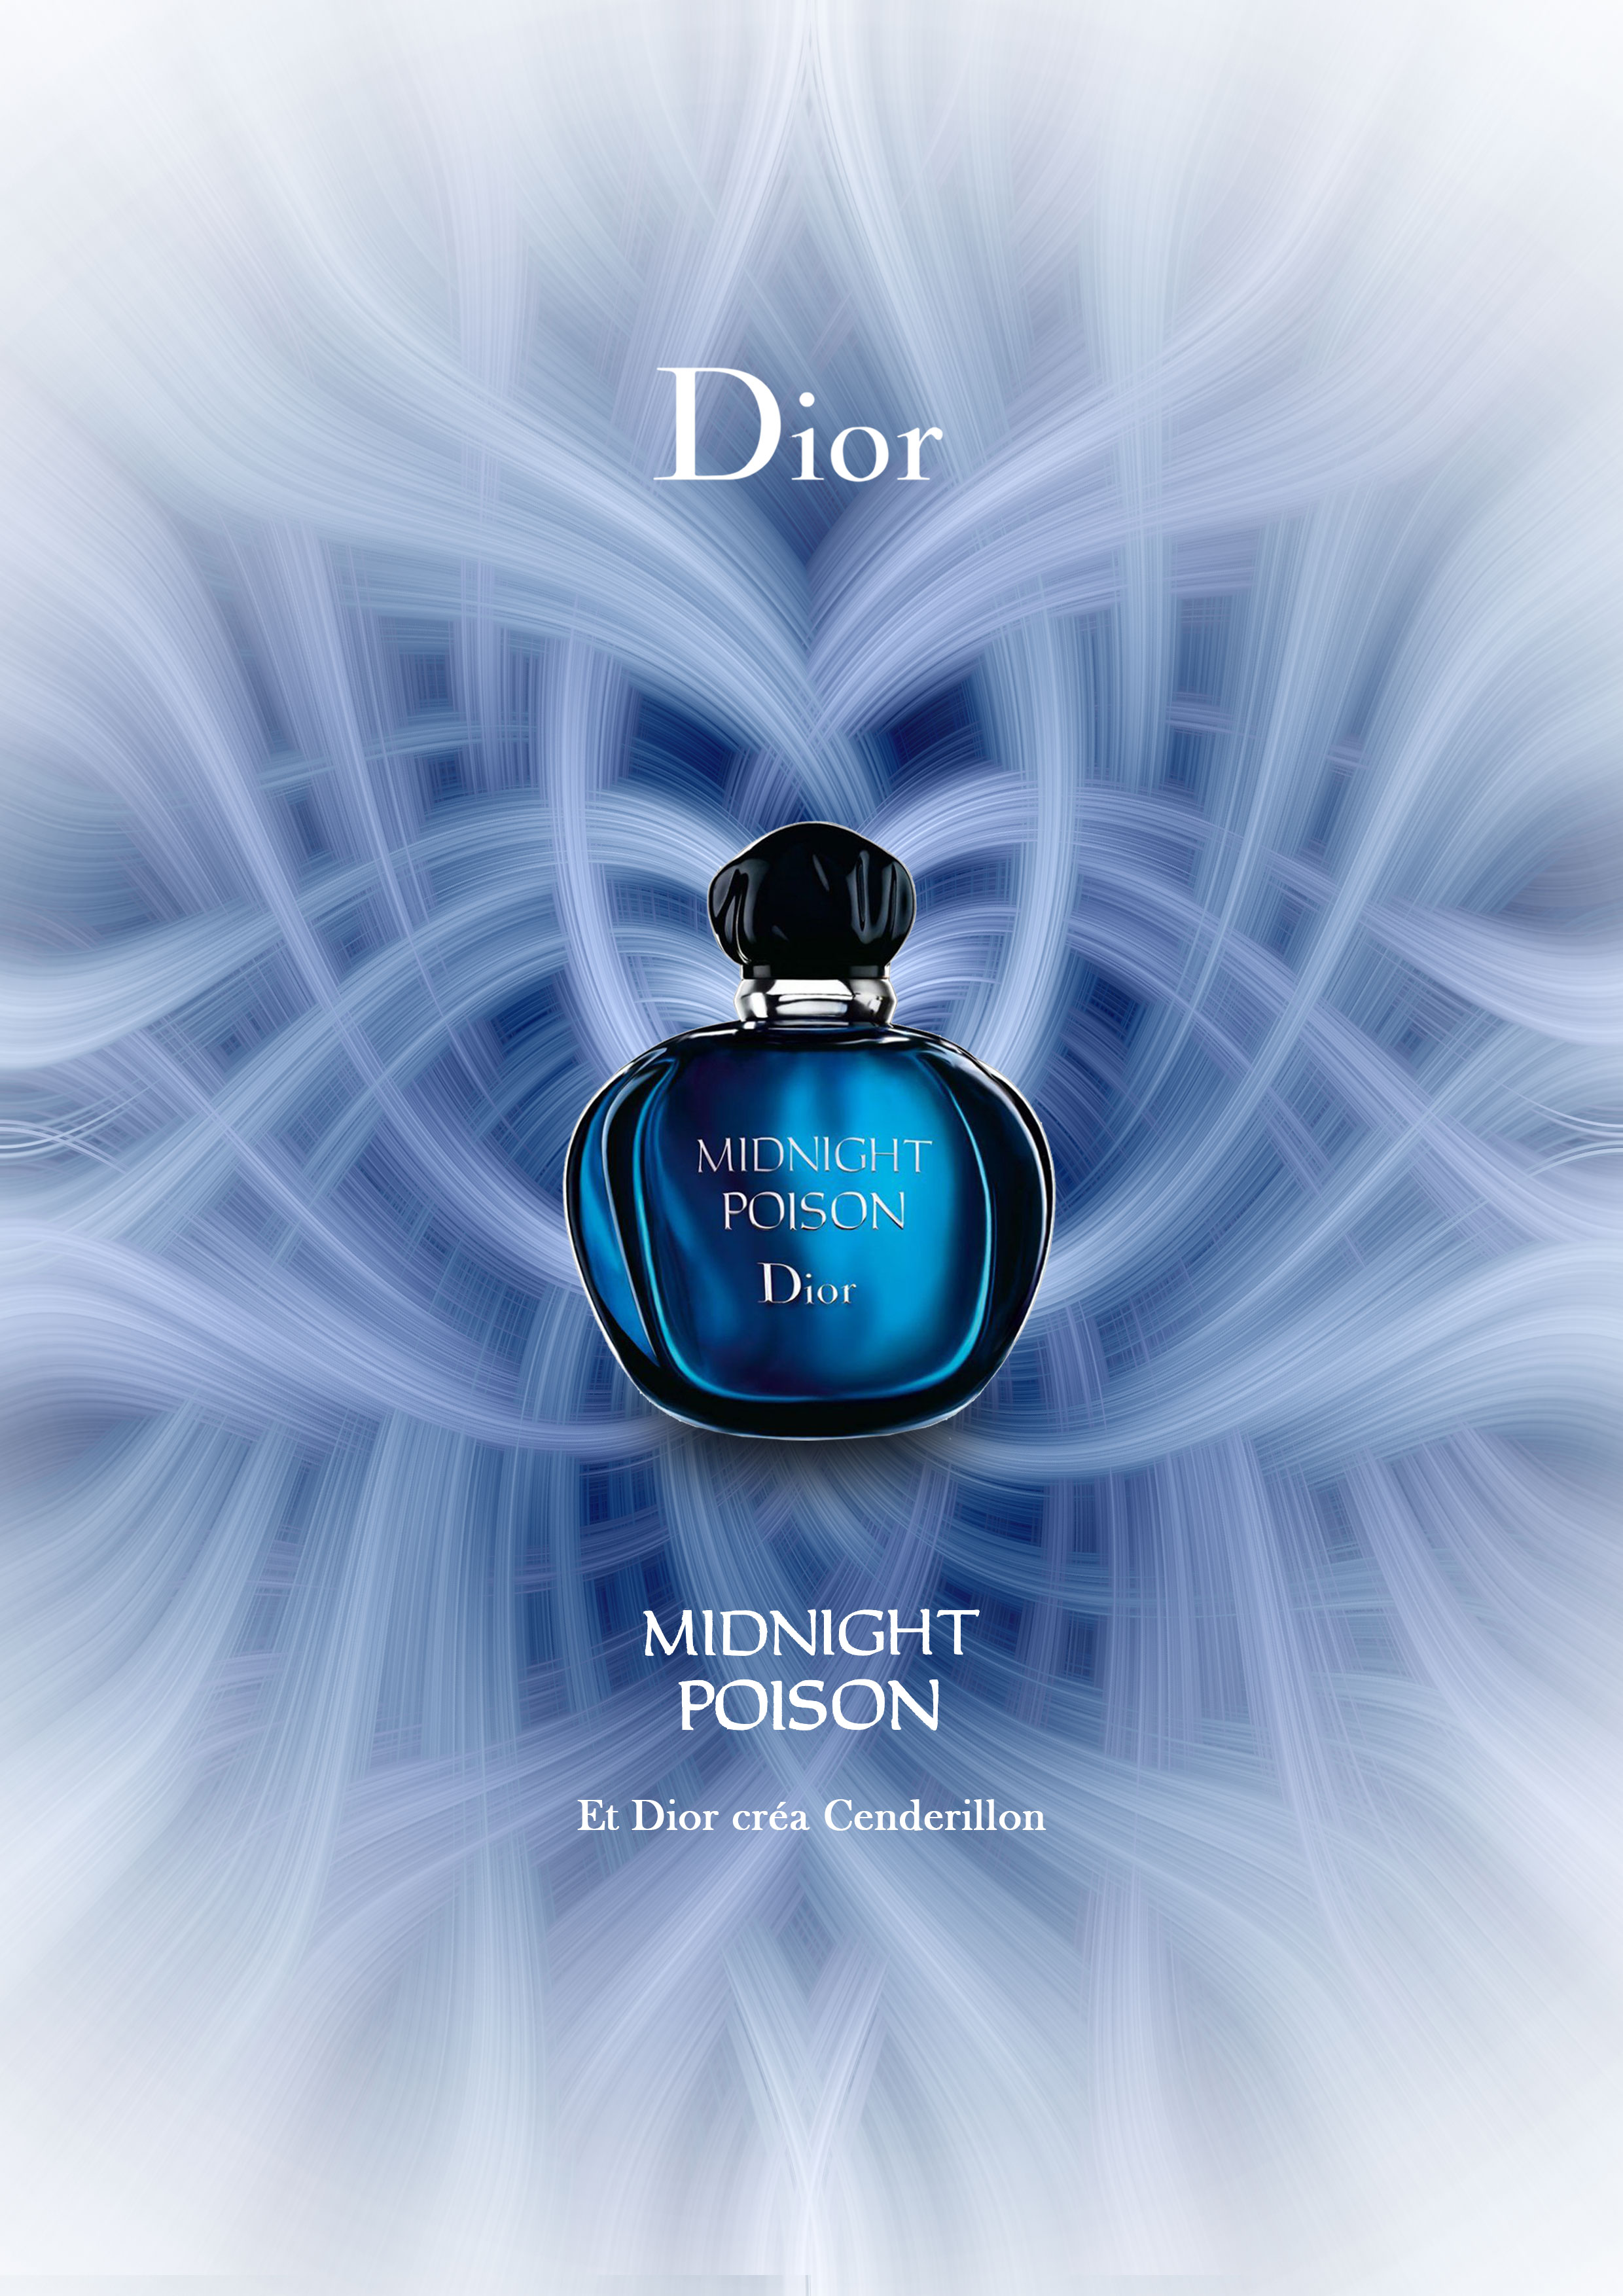 Dior
MIDNIGHT
POISON
Dior
MIDNIGHT
POISON
Et Dior créa Cenderillon